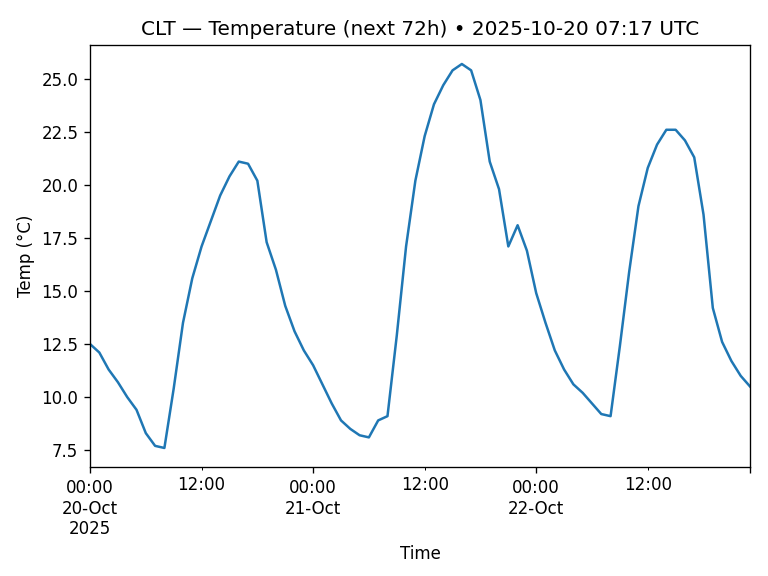 CLT — Temperature (next 72h) • 2025-10-20 07:17 UTC
25.0
22.5
20.0
17.5
15.0
12.5
10.0
7.5
Temp (°C)
00:00 12:00 00:00 12:00 00:00 12:00
20-Oct 21-Oct 22-Oct
2025
Time